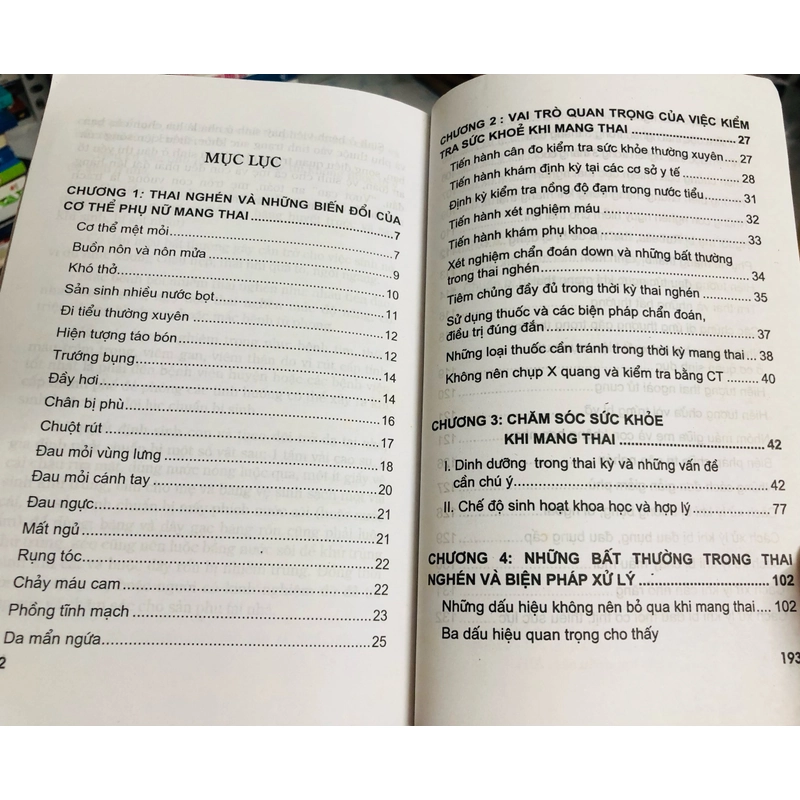 MỤC LỤC
CHƯƠNG 1: THAI NGHÉN VÀ NHỮNG BIẾN ĐỔI CỦA
CƠ THỂ PHỤ NỮ MANG THAI ........................................7
Cơ thể mệt mỏi ........................................7
Buồn nôn và nôn mửa ........................................9
Khó thở ........................................10
Sản sinh nhiều nước bọt ........................................11
Đi tiểu thường xuyên ........................................12
Hiện tượng táo bón ........................................12
Trướng bụng ........................................14
Đầy hơi ........................................14
Chân bị phù ........................................16
Chuột rút ........................................17
Đau mỏi vùng lưng ........................................18
Đau mỏi cánh tay ........................................20
Đau ngực ........................................21
Mất ngủ ........................................21
Rụng tóc ........................................22
Chảy máu cam ........................................22
Phồng tĩnh mạch ........................................23
Da mẩn ngứa ........................................25
2
CHƯƠNG 2 : VAI TRÒ QUAN TRỌNG CỦA VIỆC KIỂM
TRA SỨC KHOẺ KHI MANG THAI ........................................27
Tiến hành cân đo kiểm tra sức khỏe thường xuyên ..27
Tiến hành khám định kỳ tại các cơ sở y tế ...............28
Định kỳ kiểm tra nồng độ đạm trong nước tiểu .........31
Tiến hành xét nghiệm máu ........................................32
Tiến hành khám phụ khoa ........................................33
Xét nghiệm chẩn đoán down và những bất thường
trong thai nghén ........................................34
Tiêm chủng đầy đủ trong thời kỳ thai nghén ............35
Sử dụng thuốc và các biện pháp chẩn đoán,
điều trị đúng đắn ........................................37
Những loại thuốc cần tránh trong thời kỳ mang thai ..38
Không nên chụp X quang và kiểm tra bằng CT ........40
CHƯƠNG 3: CHĂM SÓC SỨC KHỎE
KHI MANG THAI ........................................42
I. Dinh dưỡng trong thai kỳ và những vấn đề
cần chú ý ........................................42
II. Chế độ sinh hoạt khoa học và hợp lý ..................77
CHƯƠNG 4: NHỮNG BẤT THƯỜNG TRONG THAI
NGHÉN VÀ BIỆN PHÁP XỬ LÝ ........................................102
Những dấu hiệu không nên bỏ qua khi mang thai .... 102
Ba dấu hiệu quan trọng cho thấy
193